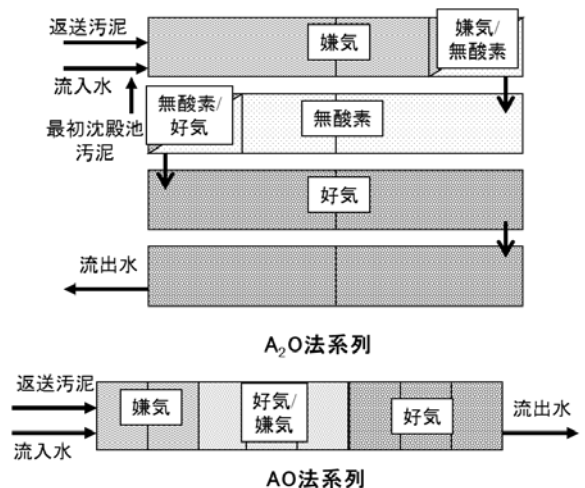 返送汚泥
流入水
最初沈殿池
汚泥
嫌気
嫌気/
無酸素
無酸素/
好気
無酸素
好気
流出水
A₂O法系列
返送汚泥
流入水
嫌気
好気/
嫌気
好気
流出水
AO法系列